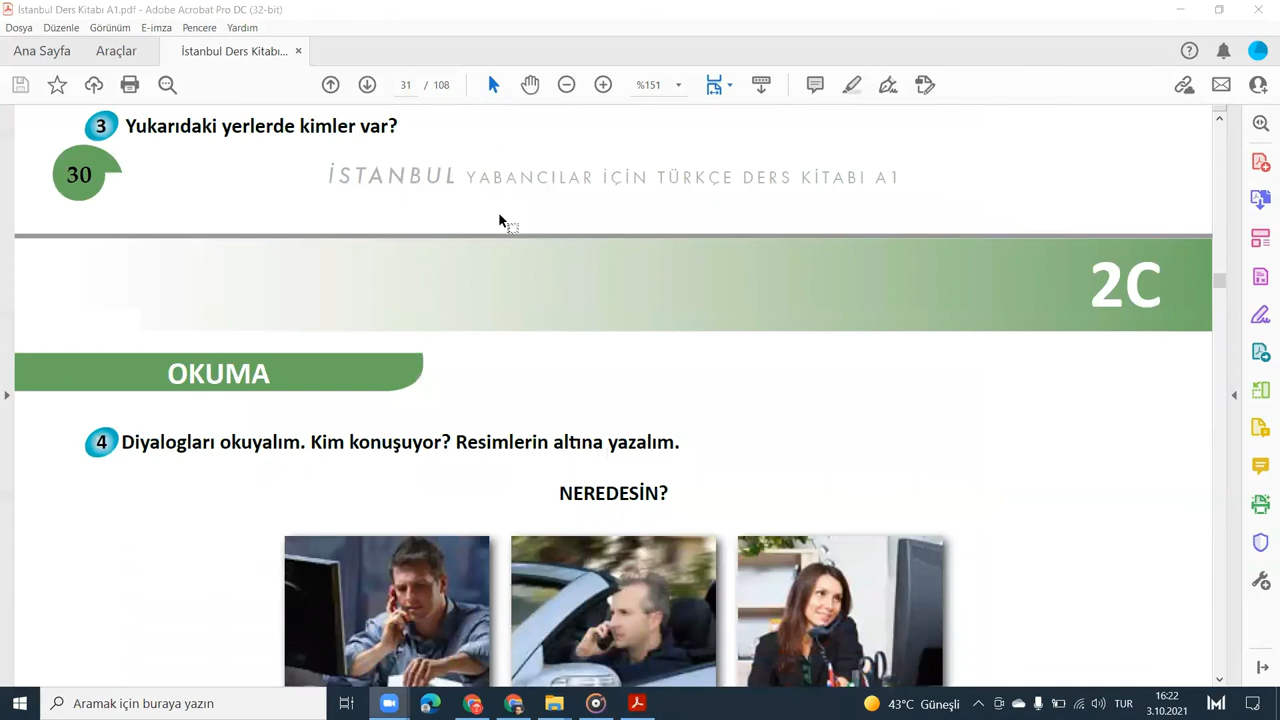 İstanbul Ders Kitabı A1.pdf - Adobe Acrobat Pro DC (32-bit)
Dosya Düzenle Görünüm E-imza Pencere Yardım
Ana Sayfa Araçlar İstanbul Ders Kitabı... ×
31 / 108 %151
3 Yukarıdaki yerlerde kimler var?
30 İSTANBUL YABANCILAR İÇİN TÜRKÇE DERS KİTABI A1
2C
OKUMA
4 Diyalogları okuyalım. Kim konuşuyor? Resimlerin altına yazalım.
NEREDESİN?
Aramak için buraya yazın 43°C Güneşli TUR 16:22
3.10.2021